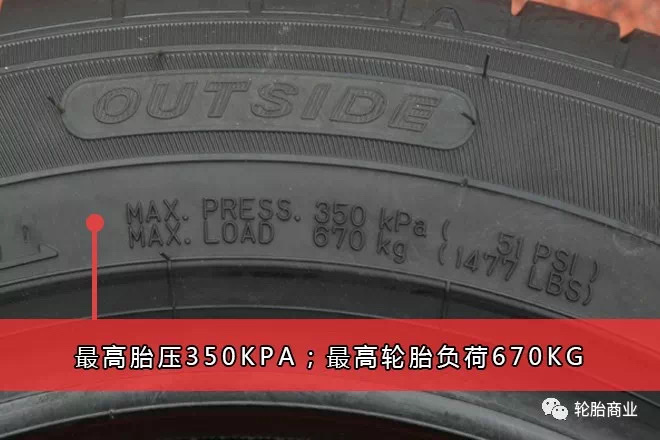 OUTSIDE
MAX. PRESS. 350 kPa ( 51 PSI )
MAX. LOAD 670 kg (1477 LBS)
最高胎压350KPA；最高轮胎负荷670KG
轮胎商业